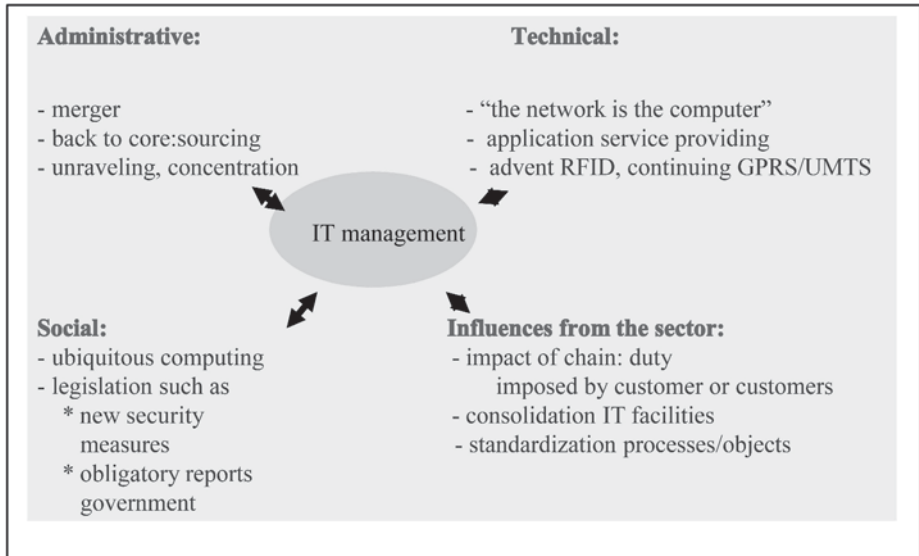 Administrative:
- merger
- back to core:sourcing
- unraveling, concentration
Technical:
- “the network is the computer”
- application service providing
- advent RFID, continuing GPRS/UMTS
IT management
Social:
- ubiquitous computing
- legislation such as
* new security
measures
* obligatory reports
government
Influences from the sector:
- impact of chain: duty
imposed by customer or customers
- consolidation IT facilities
- standardization processes/objects